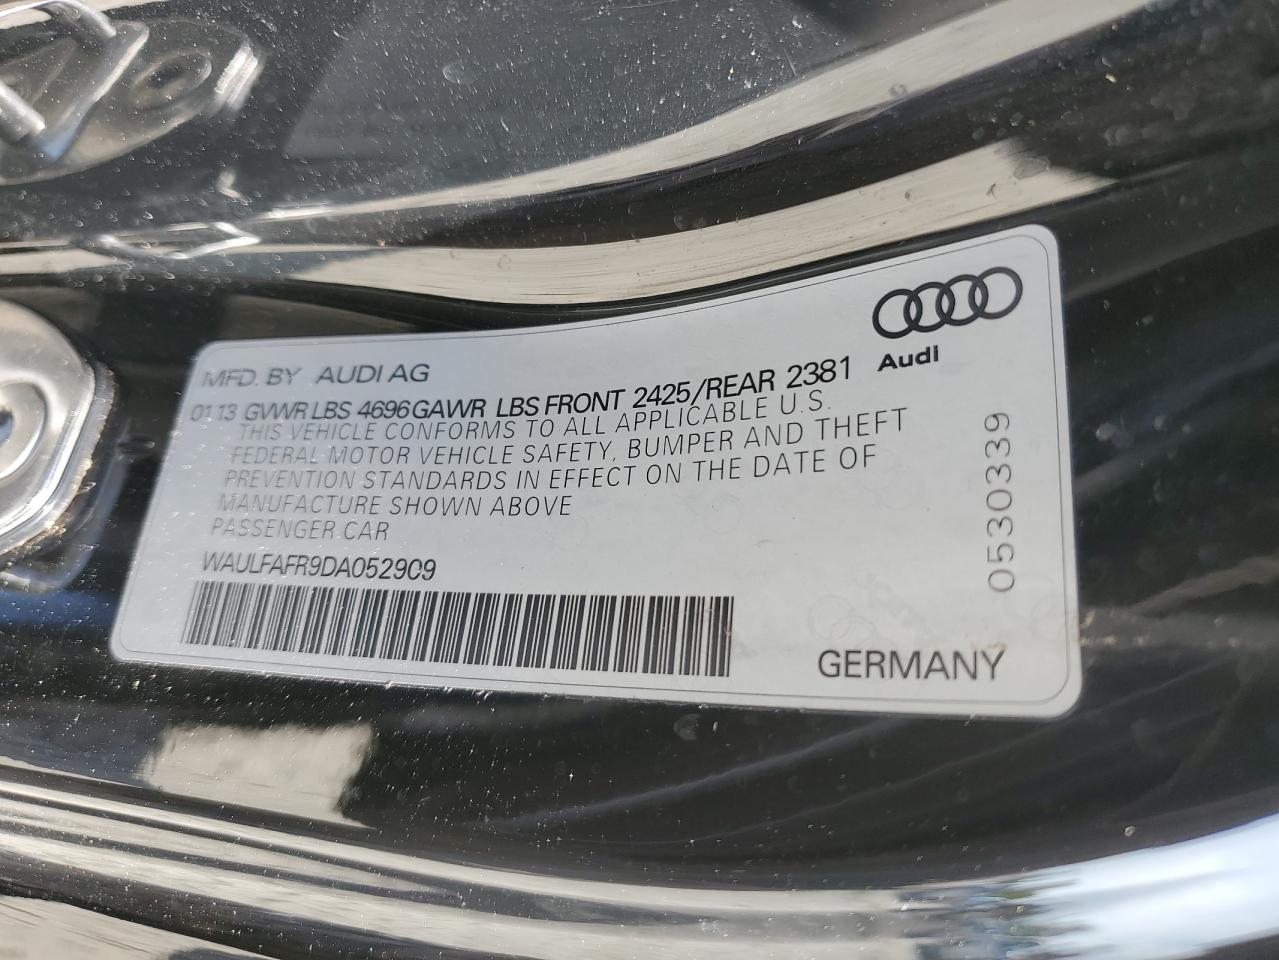 Audi
MFD. BY AUDI AG
01 13 GVWR LBS 4696 GAWR LBS FRONT 2425/REAR 2381
THIS VEHICLE CONFORMS TO ALL APPLICABLE U.S.
FEDERAL MOTOR VEHICLE SAFETY, BUMPER AND THEFT
PREVENTION STANDARDS IN EFFECT ON THE DATE OF
MANUFACTURE SHOWN ABOVE
PASSENGER CAR
WAULFAFR9DA052909
0530339
GERMANY